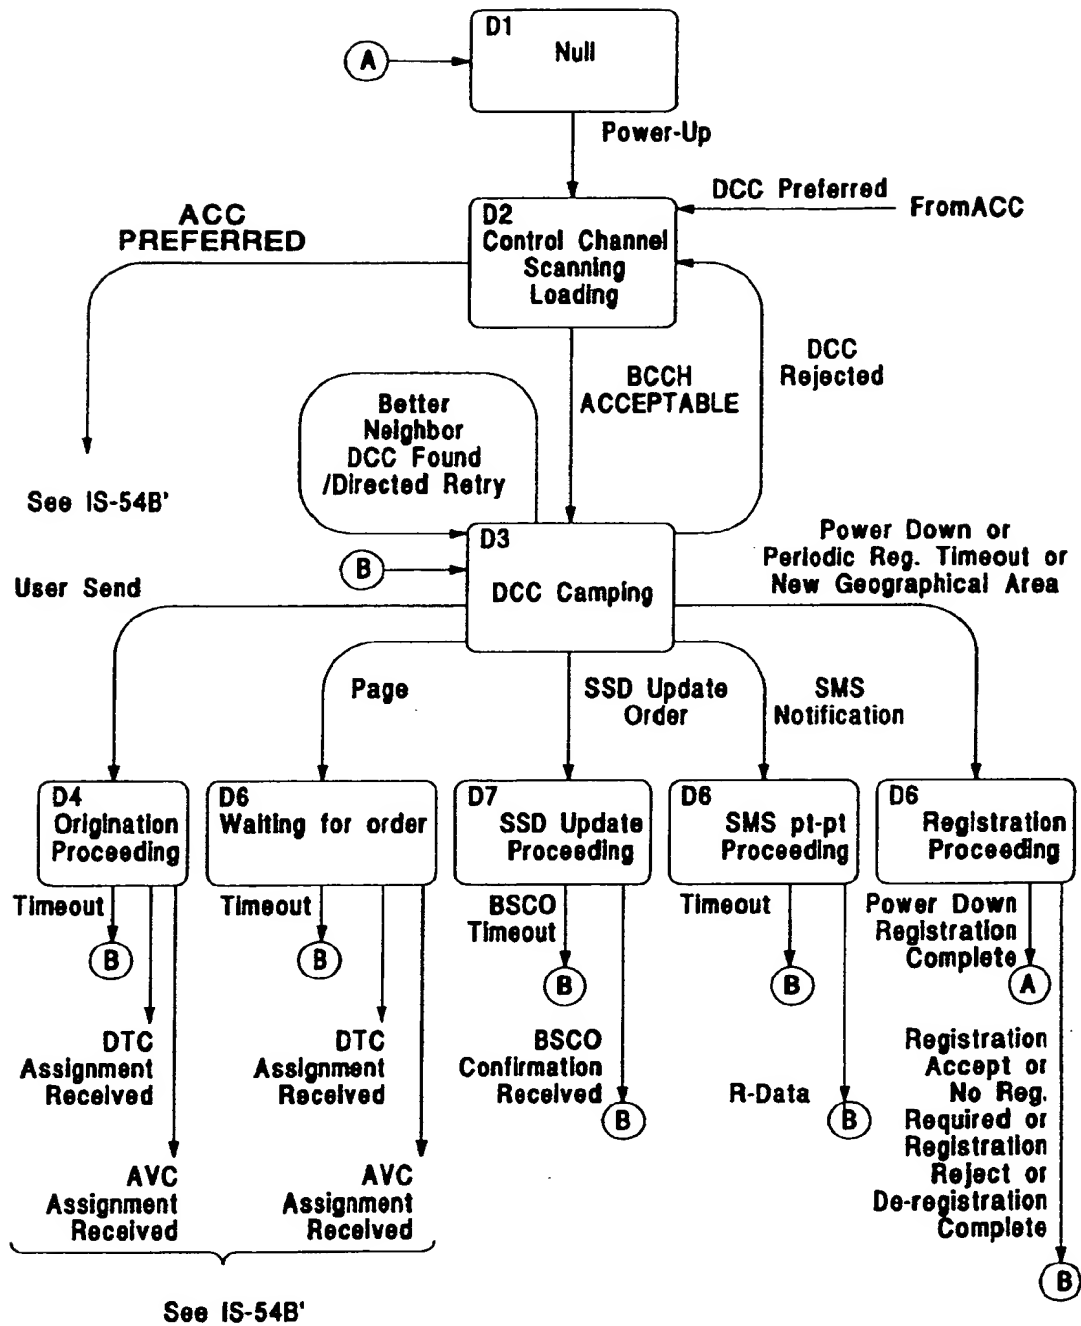 D1
Null
A
Power-Up
DCC Preferred
FromACC
ACC
PREFERRED
D2
Control Channel
Scanning
Loading
DCC
Rejected
BCCH
ACCEPTABLE
Better
Neighbor
DCC Found
/Directed Retry
See IS-54B'
D3
DCC Camping
B
Power Down or
Periodic Reg. Timeout or
New Geographical Area
User Send
Page
SSD Update
Order
SMS
Notification
D4
Origination
Proceeding
D6
Waiting for order
D7
SSD Update
Proceeding
D8
SMS pt-pt
Proceeding
D6
Registration
Proceeding
Timeout
B
Timeout
B
BSCO
Timeout
B
Timeout
B
Power Down
Registration
Complete
A
DTC
Assignment
Received
DTC
Assignment
Received
BSCO
Confirmation
Received
B
R-Data
B
Registration
Accept or
No Reg.
Required or
Registration
Reject or
De-registration
Complete
B
AVC
Assignment
Received
AVC
Assignment
Received
See IS-54B'